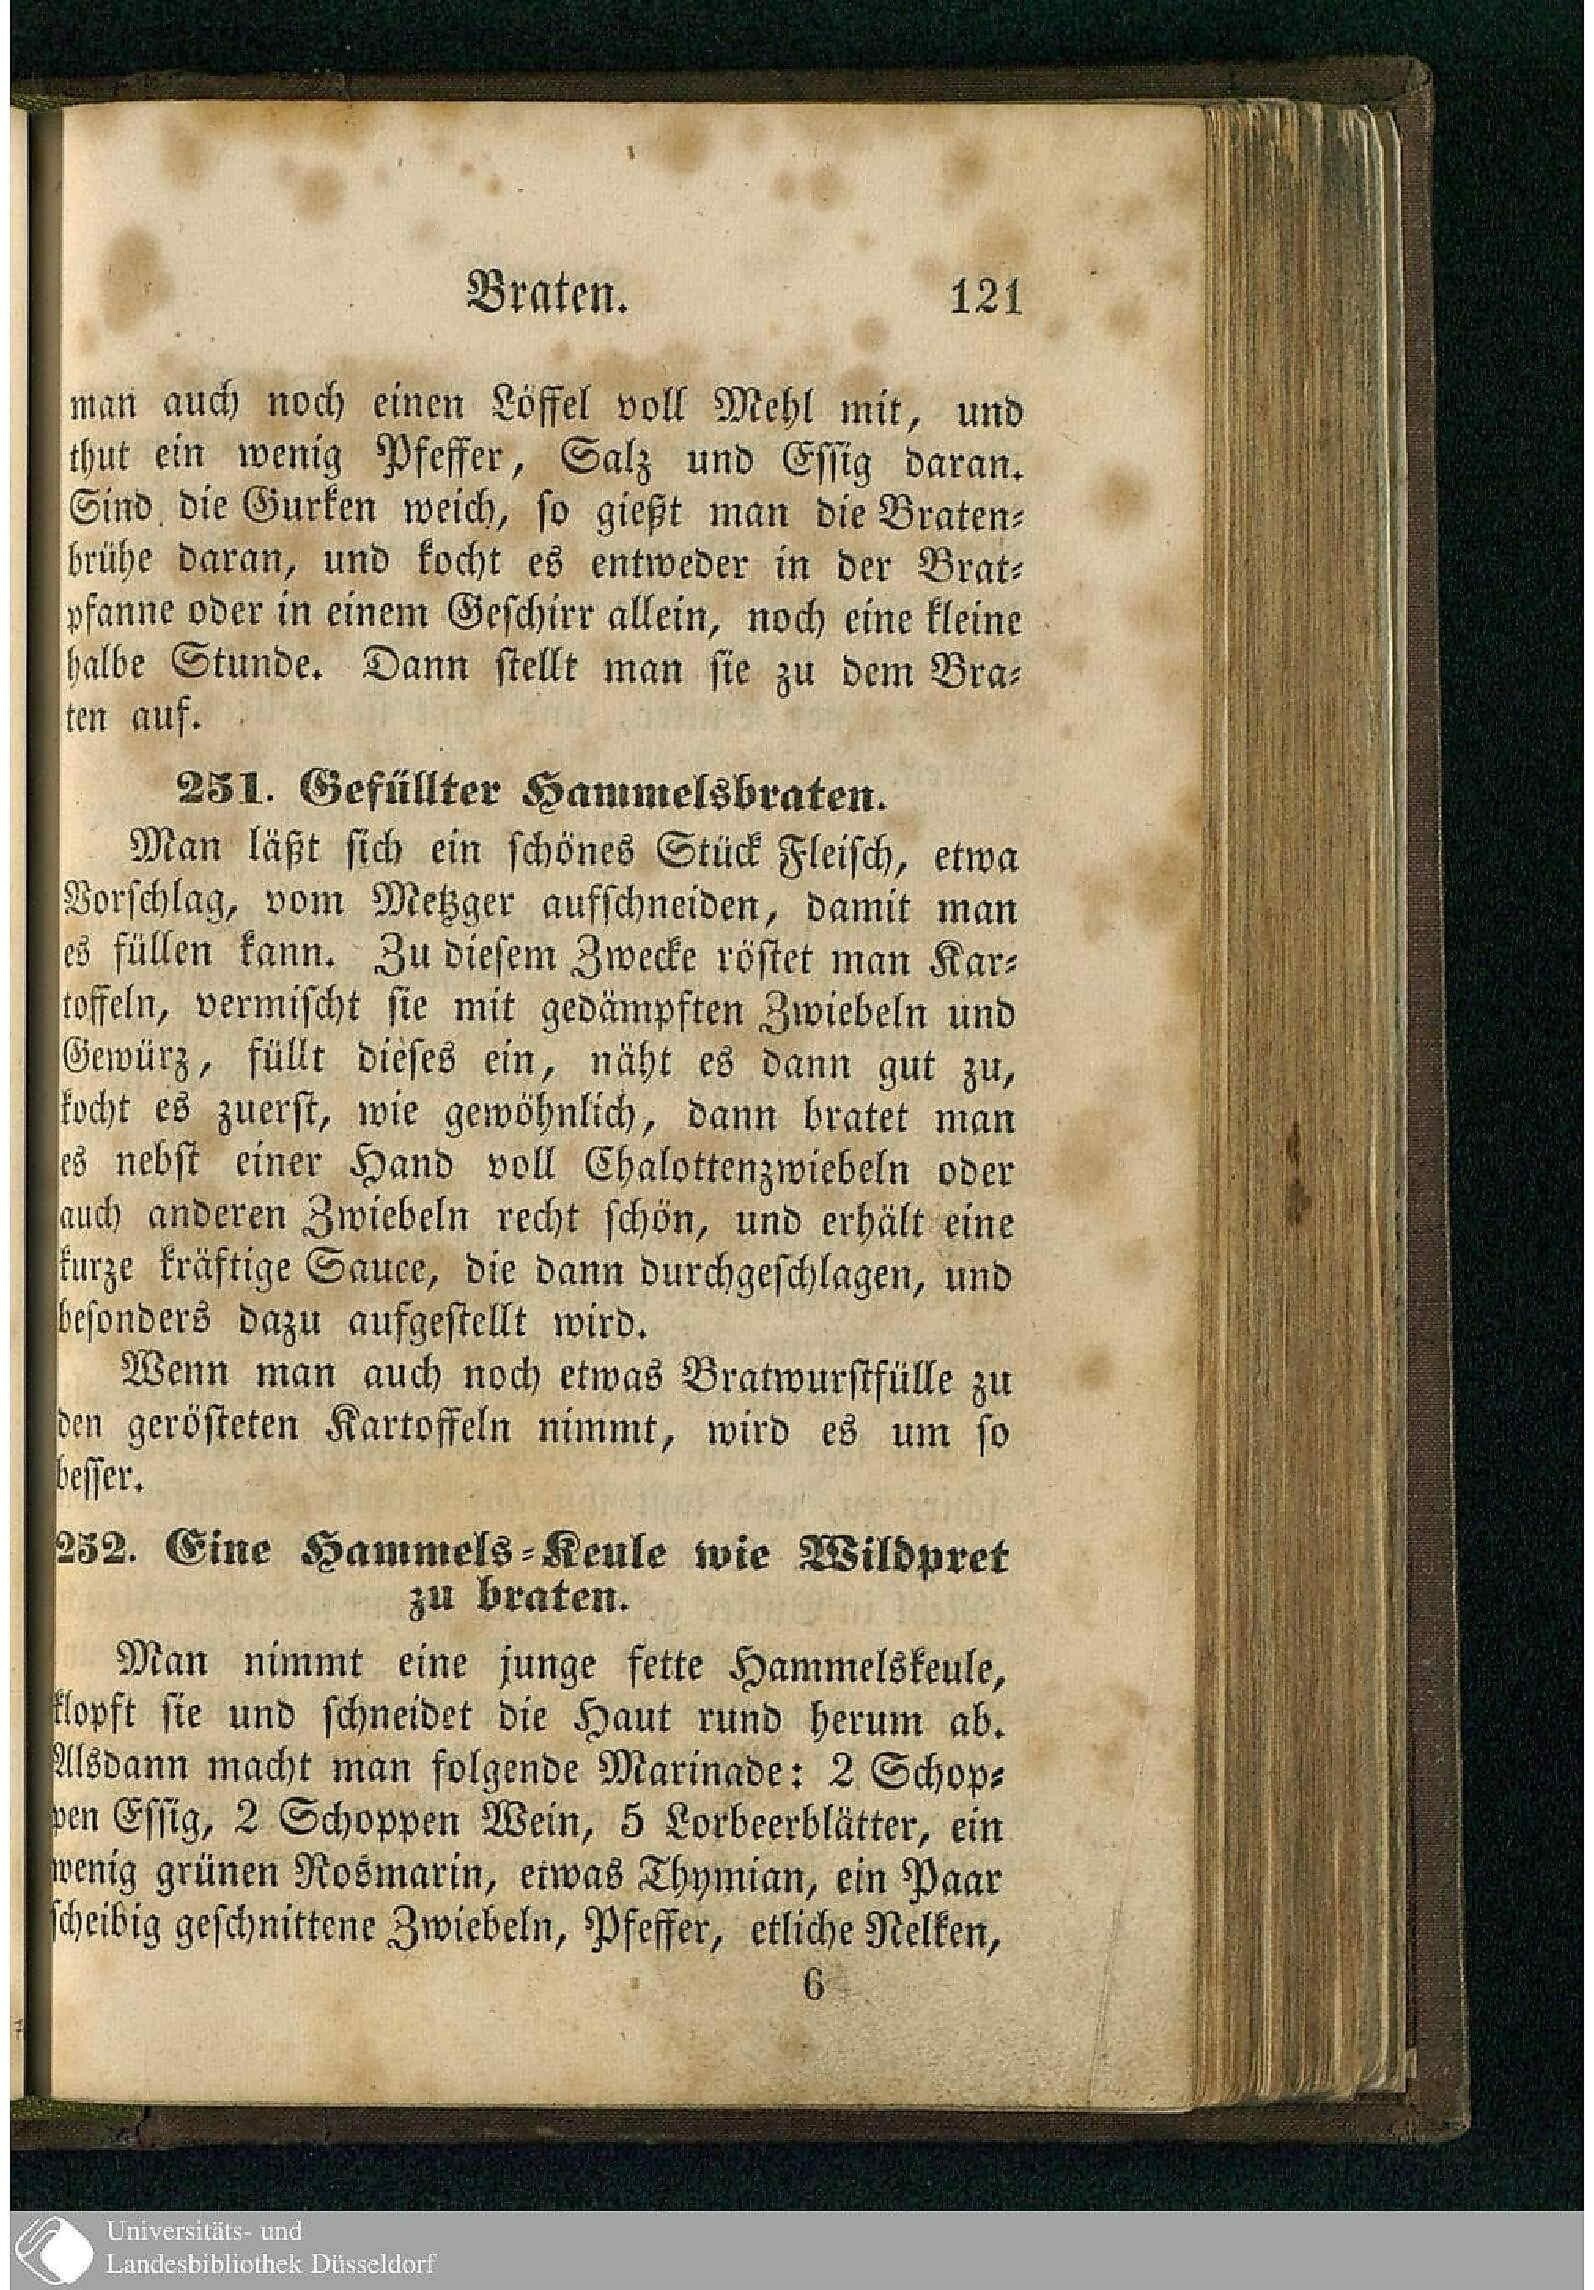 Braten. 121
man auch noch einen Löffel voll Mehl mit, und
thut ein wenig Pfeffer, Salz und Essig daran.
Sind die Gurken weich, so gießt man die Braten-
brühe daran, und kocht es entweder in der Brat-
pfanne oder in einem Geschirr allein, noch eine kleine
halbe Stunde. Dann stellt man sie zu dem Bra-
ten auf.
251. Gefüllter Hammelsbraten.
Man läßt sich ein schönes Stück Fleisch, etwa
Vorschlag, vom Metzger aufschneiden, damit man
es füllen kann. Zu diesem Zwecke röstet man Kar-
toffeln, vermischt sie mit gedämpften Zwiebeln und
Gewürz, füllt dieses ein, näht es dann gut zu,
kocht es zuerst, wie gewöhnlich, dann bratet man
es nebst einer Hand voll Chalottenzwiebeln oder
auch anderen Zwiebeln recht schön, und erhält eine
kurze kräftige Sauce, die dann durchgeschlagen, und
besonders dazu aufgestellt wird.
Wenn man auch noch etwas Bratwurstfülle zu
den gerösteten Kartoffeln nimmt, wird es um so
besser.
252. Eine Hammels-Keule wie Wildpret
zu braten.
Man nimmt eine junge fette Hammelskeule,
klopft sie und schneidet die Haut rund herum ab.
Alsdann macht man folgende Marinade: 2 Schop-
pen Essig, 2 Schoppen Wein, 5 Lorbeerblätter, ein
wenig grünen Rosmarin, etwas Thymian, ein Paar
scheibig geschnittene Zwiebeln, Pfeffer, etliche Nelken,
6
Universitäts- und
Landesbibliothek Düsseldorf